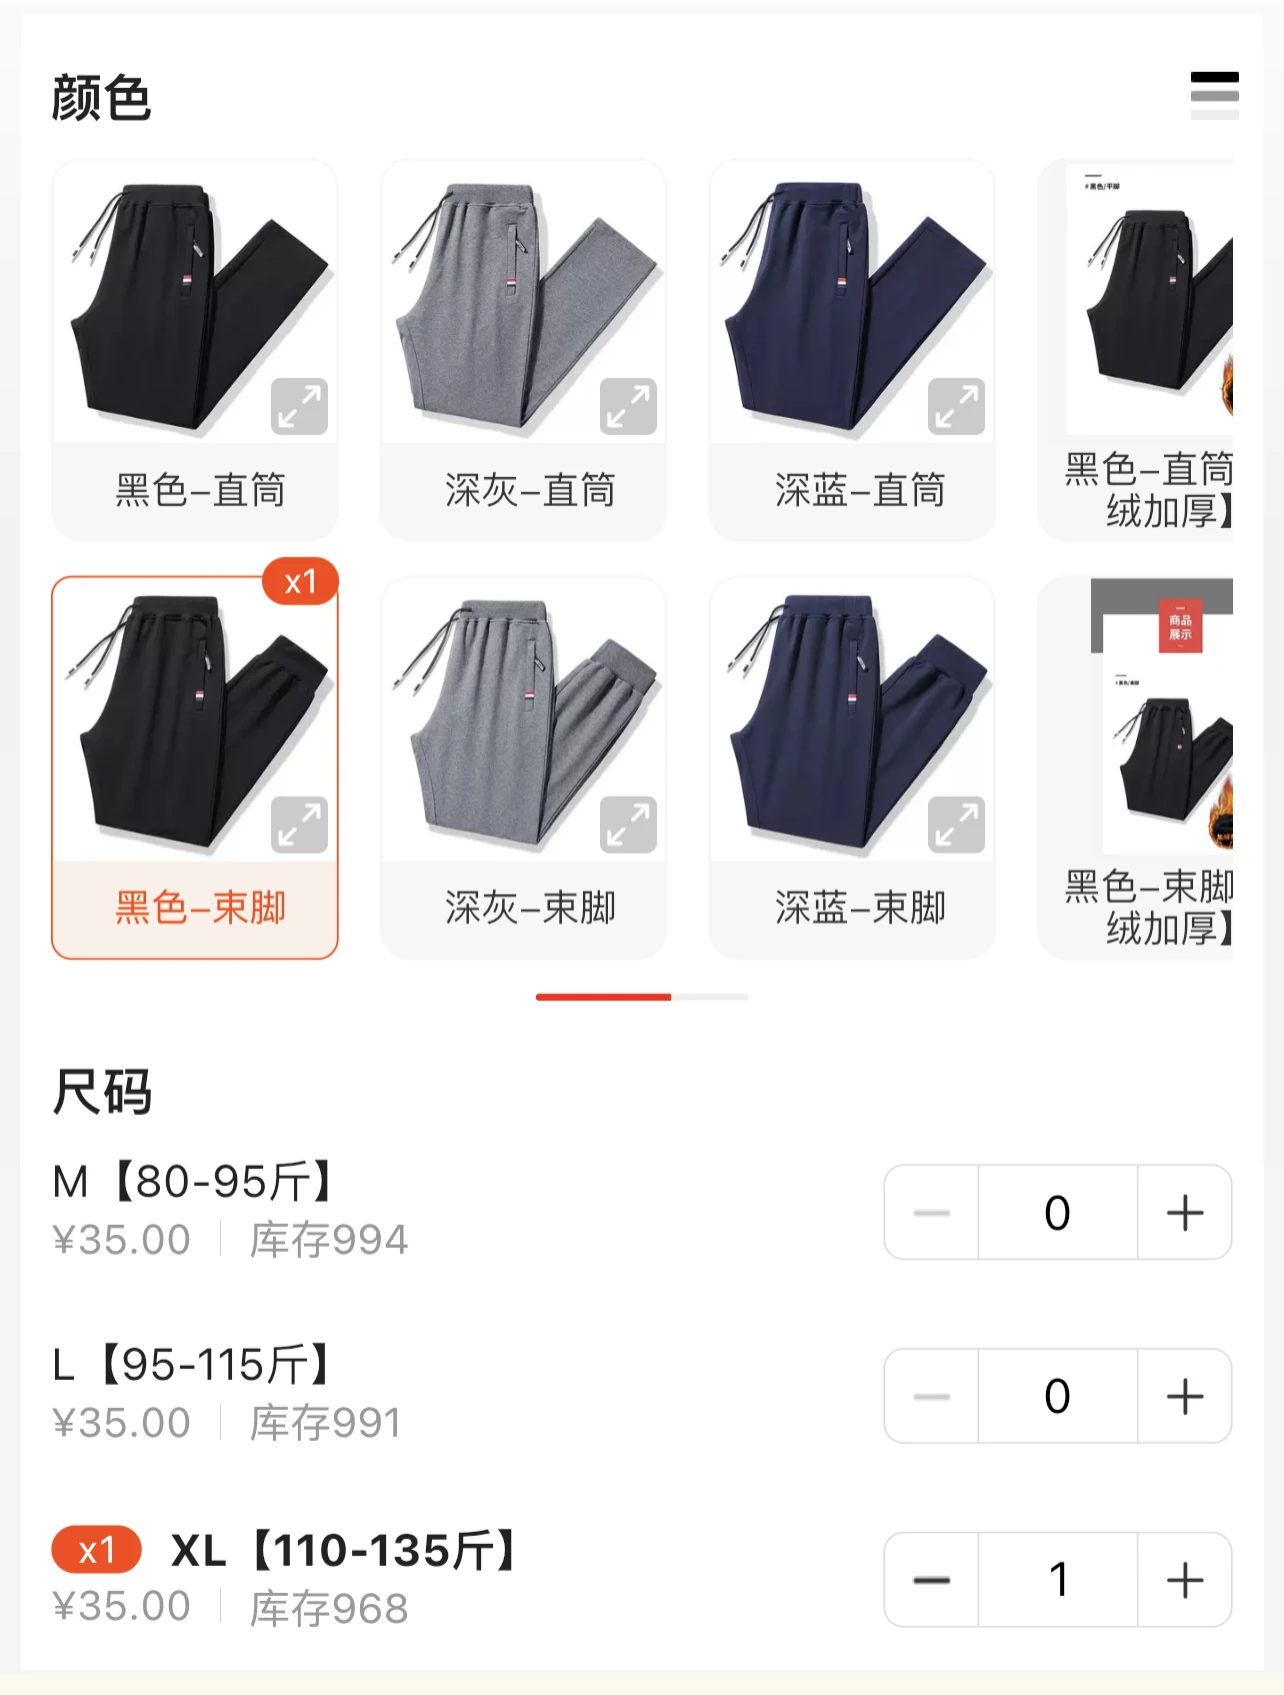 颜色
#黑色/平脚
黑色-直筒
深灰-直筒
深蓝-直筒
黑色-直筒
绒加厚】
x1
商品
展示
黑色-束脚
深灰-束脚
深蓝-束脚
黑色-束脚
绒加厚】
尺码
M【80-95斤】
0
¥35.00
库存994
L【95-115斤】
0
¥35.00
库存991
x1 XL【110-135斤】
1
¥35.00
库存968